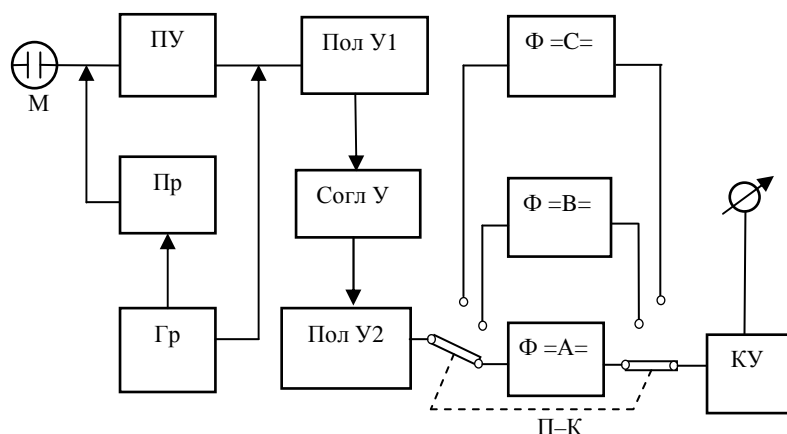 ПУ
Пол У1
Ф =С=
М
Пр
Согл У
Ф =В=
Гр
Пол У2
Ф =А=
КУ
П–К